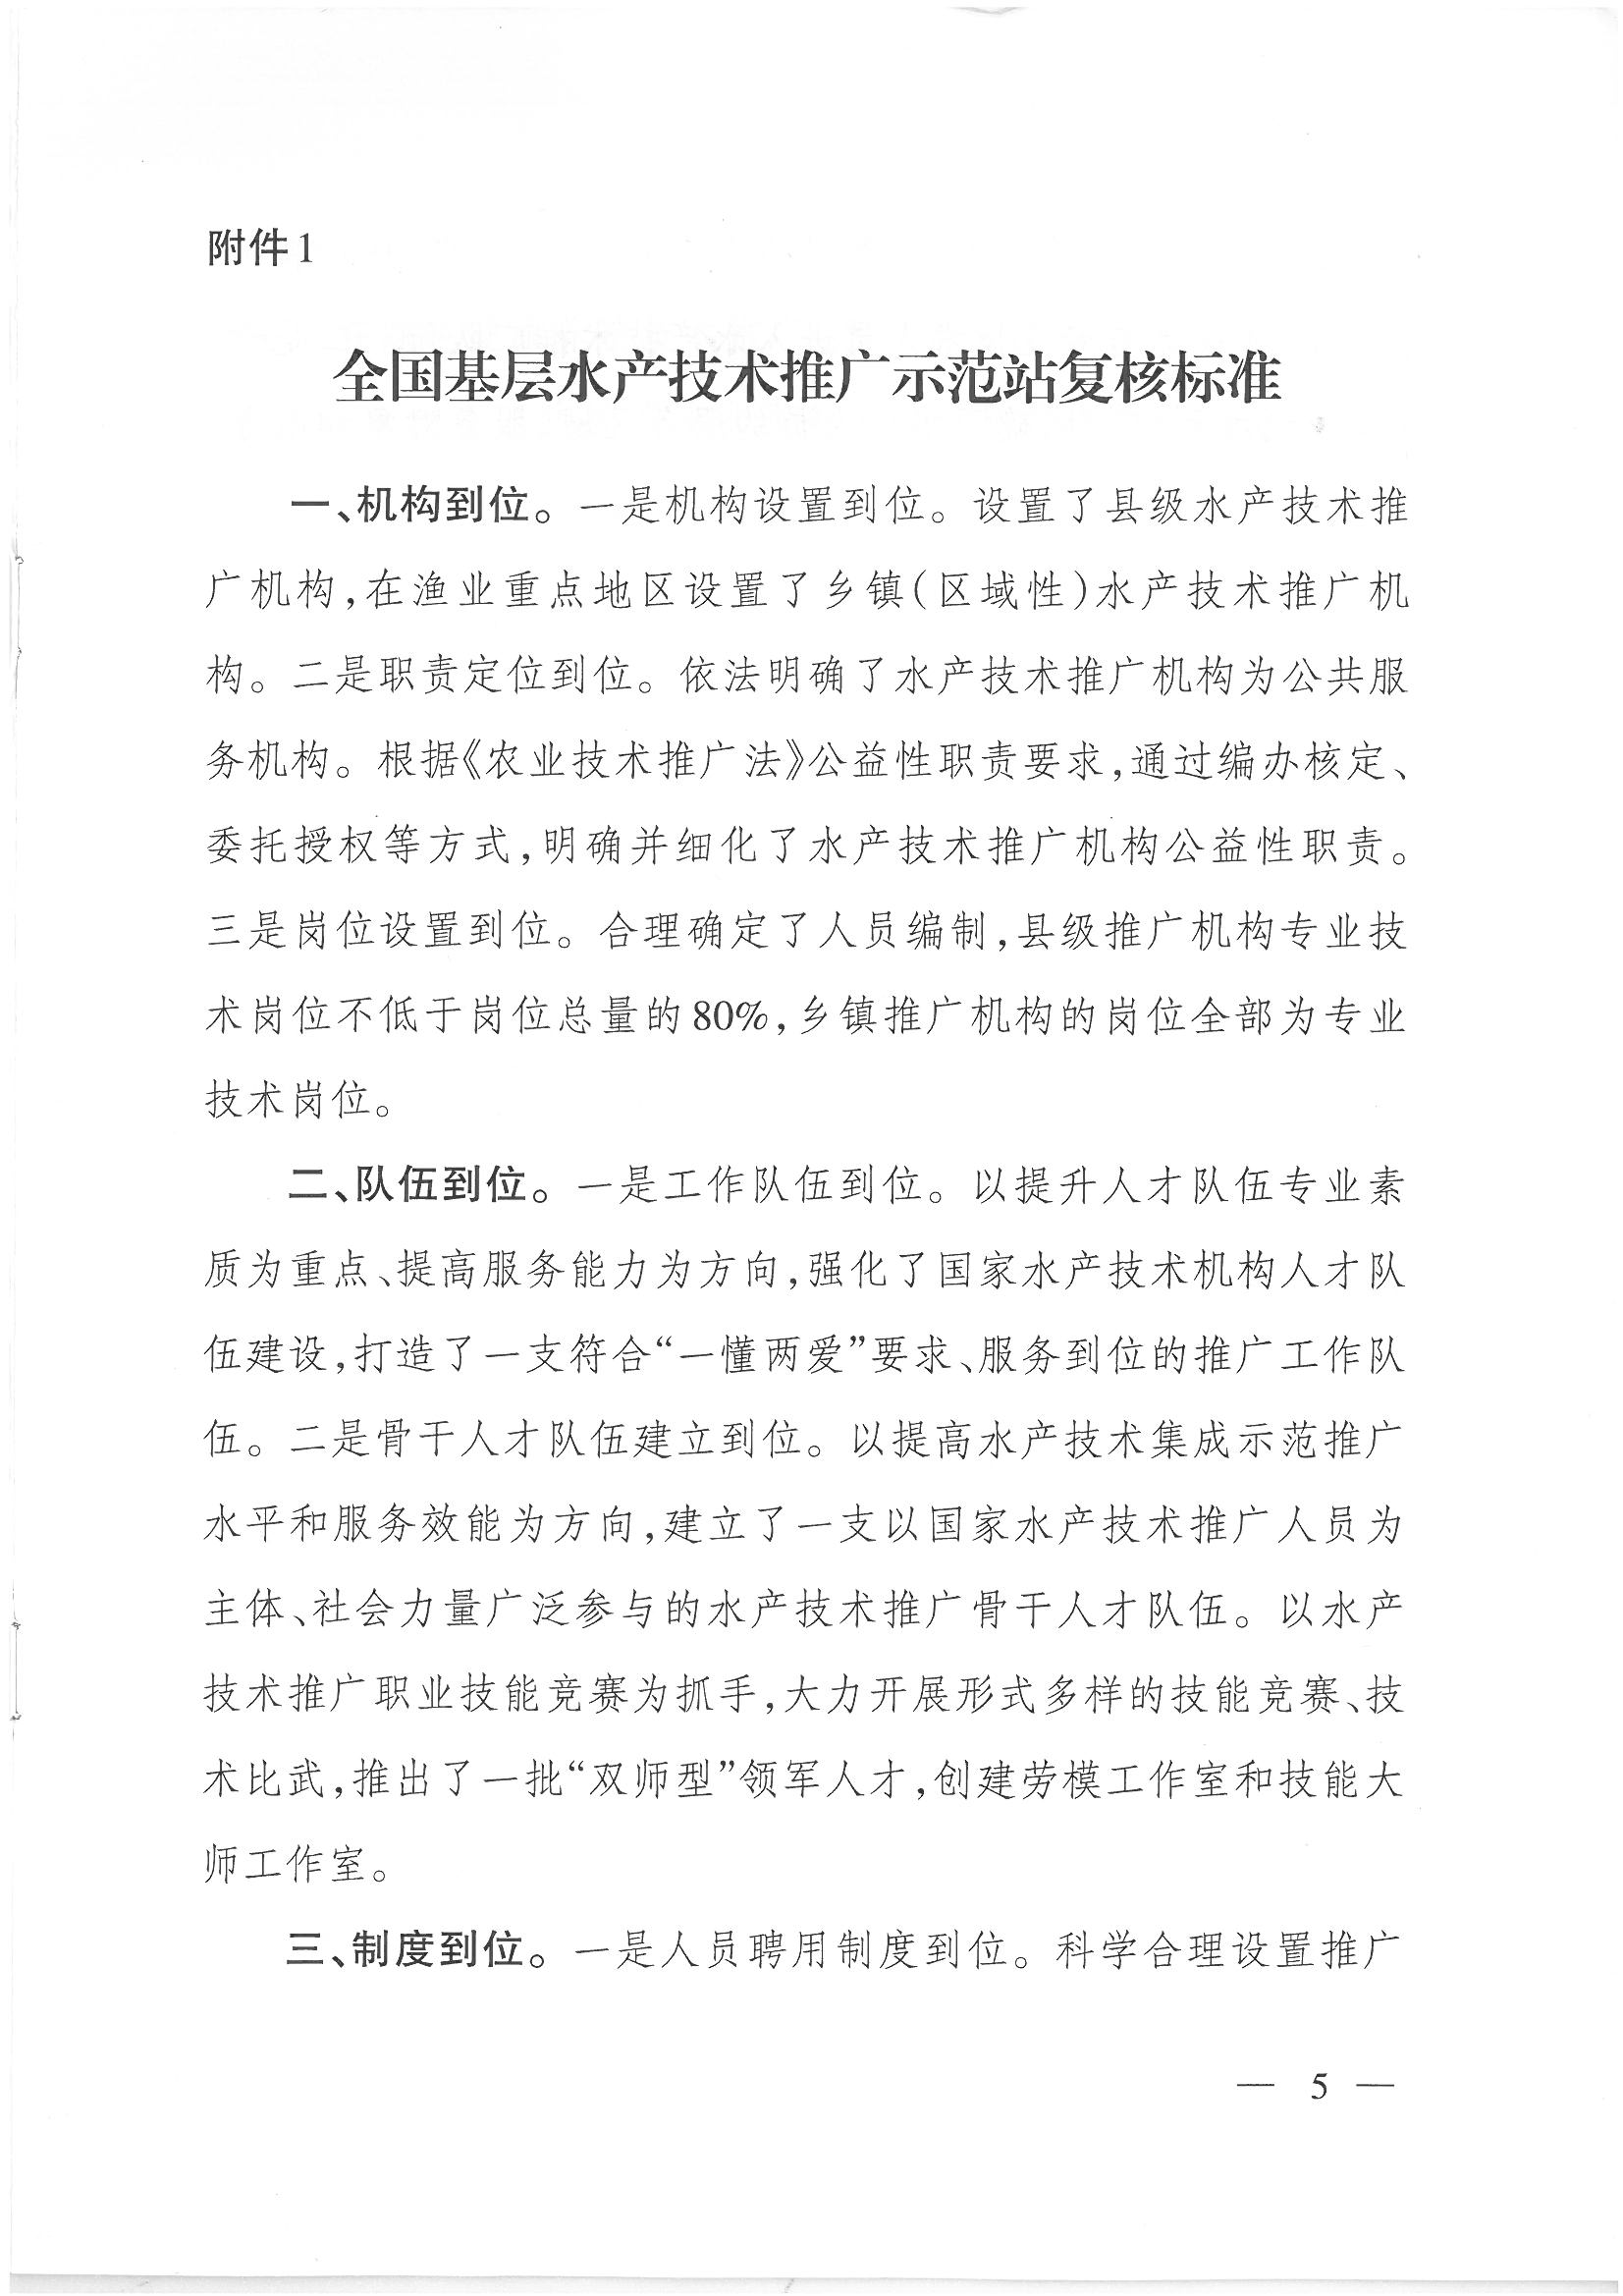 附件1
全国基层水产技术推广示范站复核标准
一、机构到位。一是机构设置到位。设置了县级水产技术推
广机构,在渔业重点地区设置了乡镇(区域性)水产技术推广机
构。二是职责定位到位。依法明确了水产技术推广机构为公共服
务机构。根据《农业技术推广法》公益性职责要求,通过编办核定、
委托授权等方式,明确并细化了水产技术推广机构公益性职责。
三是岗位设置到位。合理确定了人员编制,县级推广机构专业技
术岗位不低于岗位总量的80%,乡镇推广机构的岗位全部为专业
技术岗位。
二、队伍到位。一是工作队伍到位。以提升人才队伍专业素
质为重点、提高服务能力为方向,强化了国家水产技术机构人才队
伍建设,打造了一支符合“一懂两爱”要求、服务到位的推广工作队
伍。二是骨干人才队伍建立到位。以提高水产技术集成示范推广
水平和服务效能为方向,建立了一支以国家水产技术推广人员为
主体、社会力量广泛参与的水产技术推广骨干人才队伍。以水产
技术推广职业技能竞赛为抓手,大力开展形式多样的技能竞赛、技
术比武,推出了一批“双师型”领军人才,创建劳模工作室和技能大
师工作室。
三、制度到位。一是人员聘用制度到位。科学合理设置推广
— 5 —